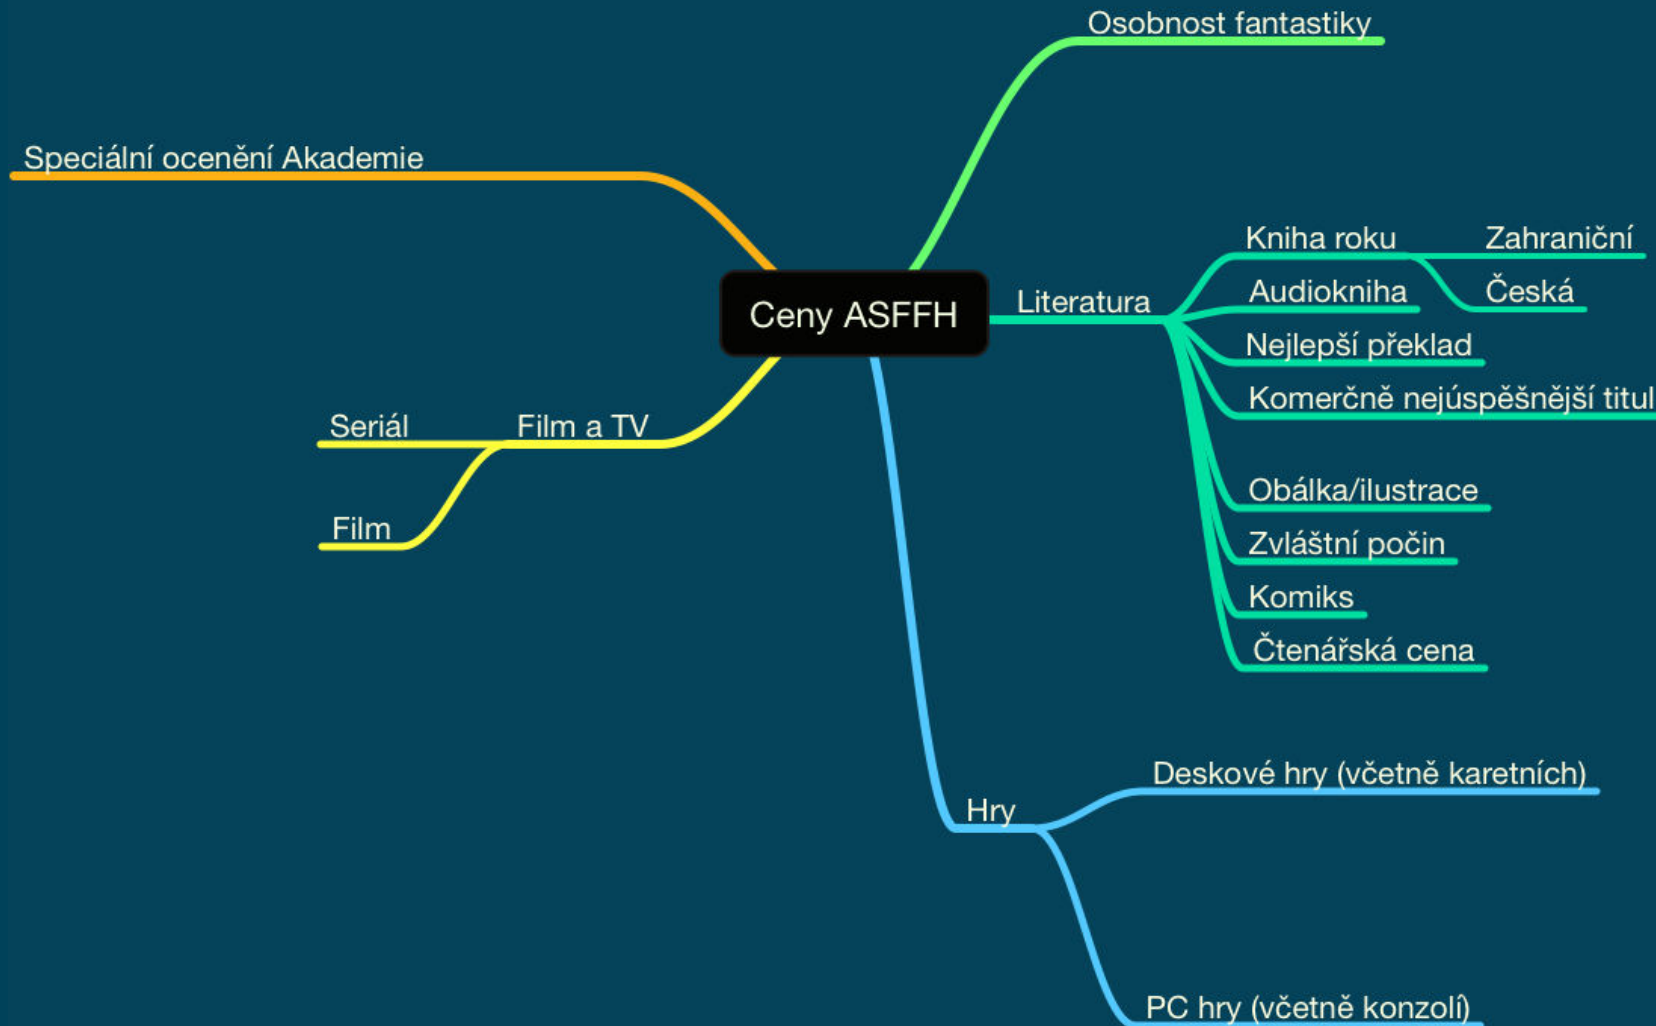 Osobnost fantastiky
Speciální ocenění Akademie
Ceny ASFFH
Literatura
Kniha roku
Zahraniční
Česká
Audiokniha
Nejlepší překlad
Komerčně nejúspěšnější titul
Obálka/ilustrace
Zvláštní počin
Komiks
Čtenářská cena
Film a TV
Seriál
Film
Hry
Deskové hry (včetně karetních)
PC hry (včetně konzolí)